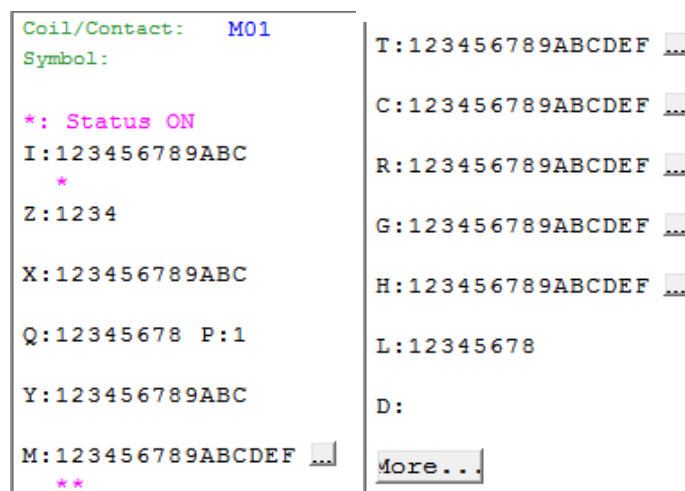 Coil/Contact: M01
Symbol:
*: Status ON
I:123456789ABC
*
Z:1234
X:123456789ABC
Q:12345678 P:1
Y:123456789ABC
M:123456789ABCDEF ...
**
T:123456789ABCDEF ...
C:123456789ABCDEF ...
R:123456789ABCDEF ...
G:123456789ABCDEF ...
H:123456789ABCDEF ...
L:12345678
D:
More...